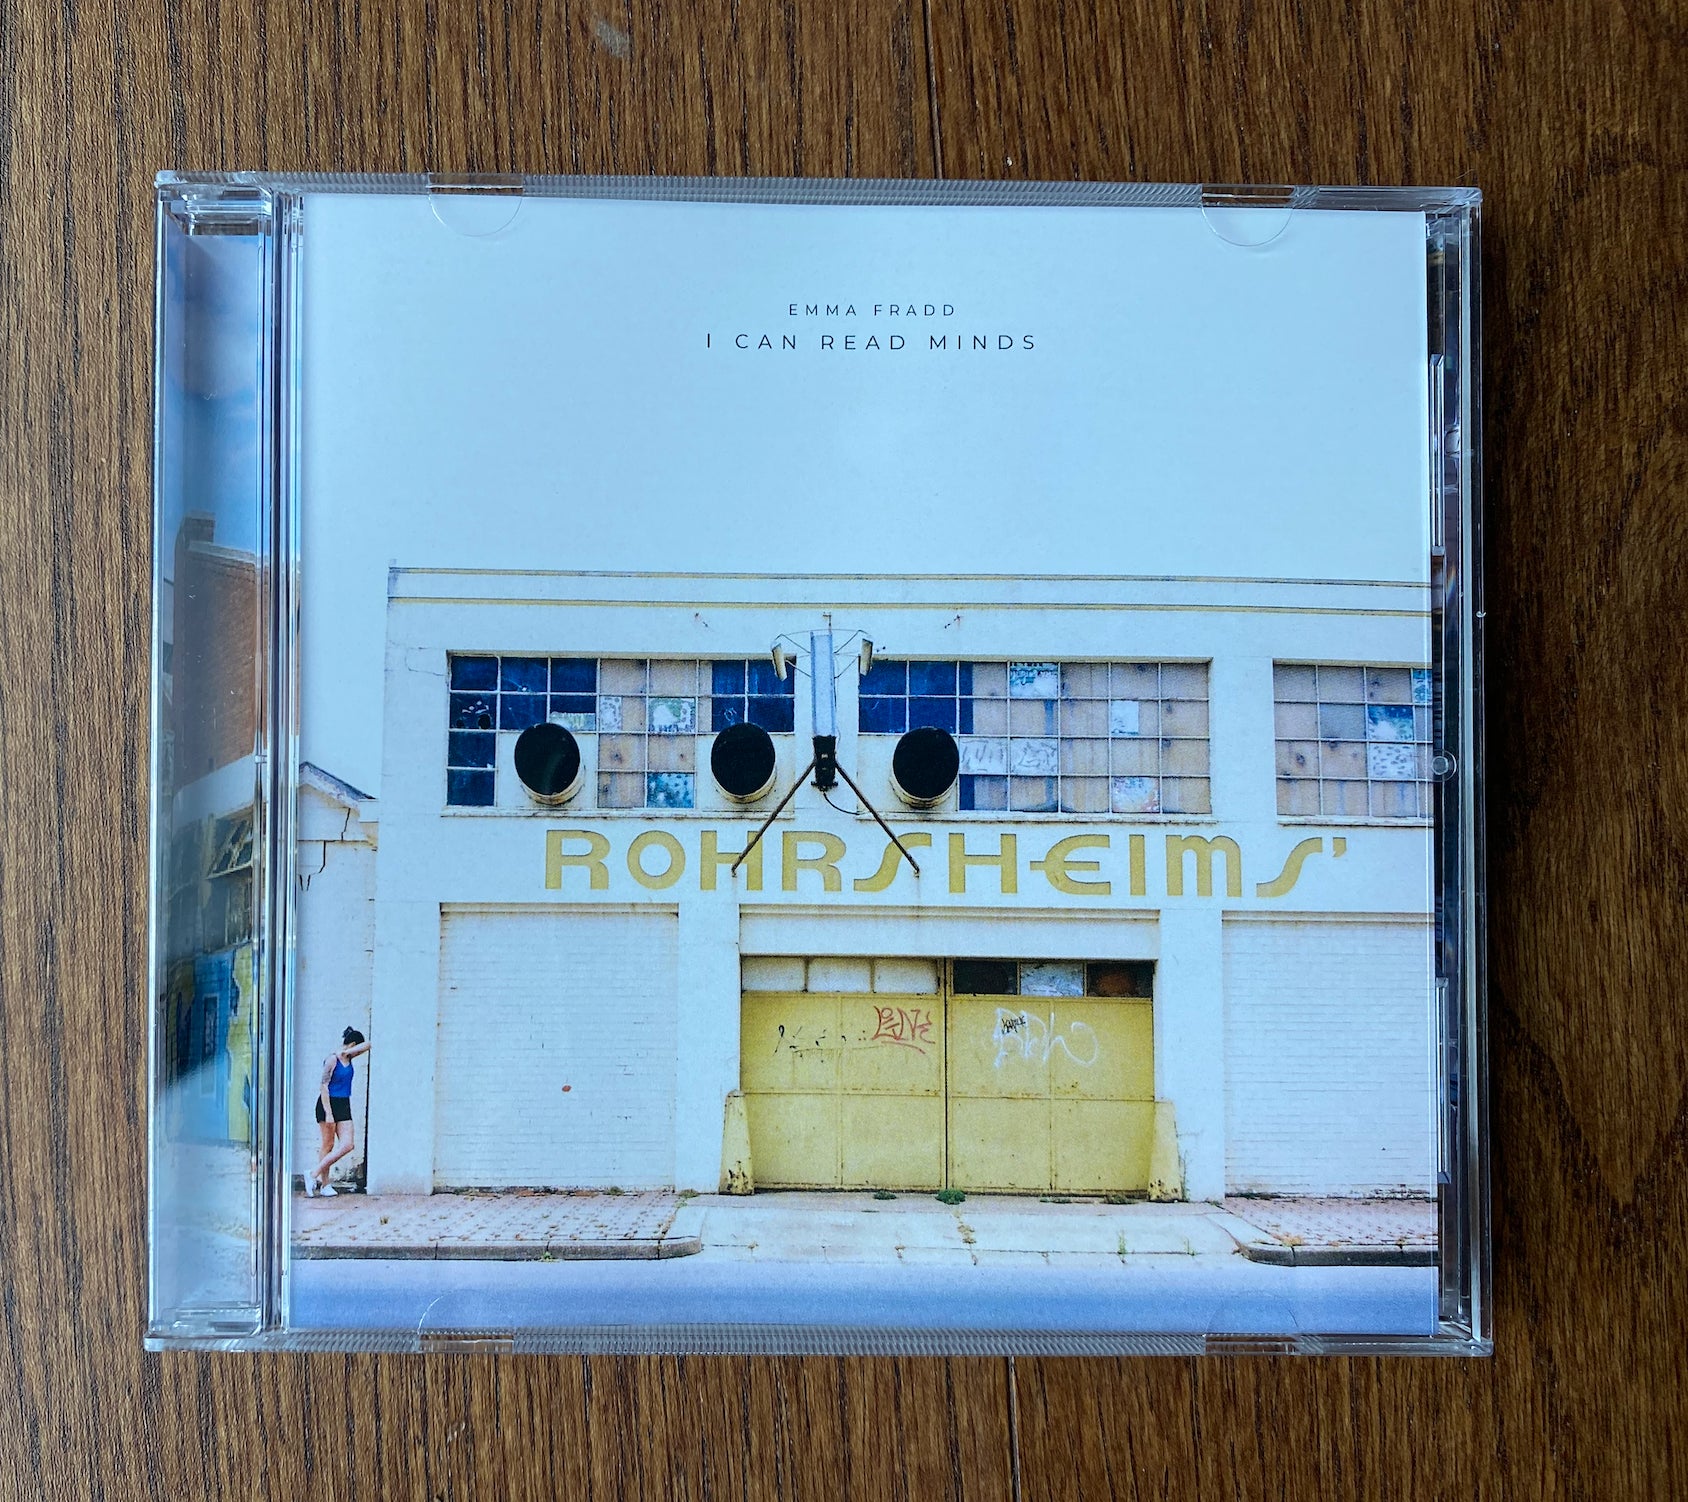 EMMA FRADD
I CAN READ MINDS
ROHRSHEIMS'